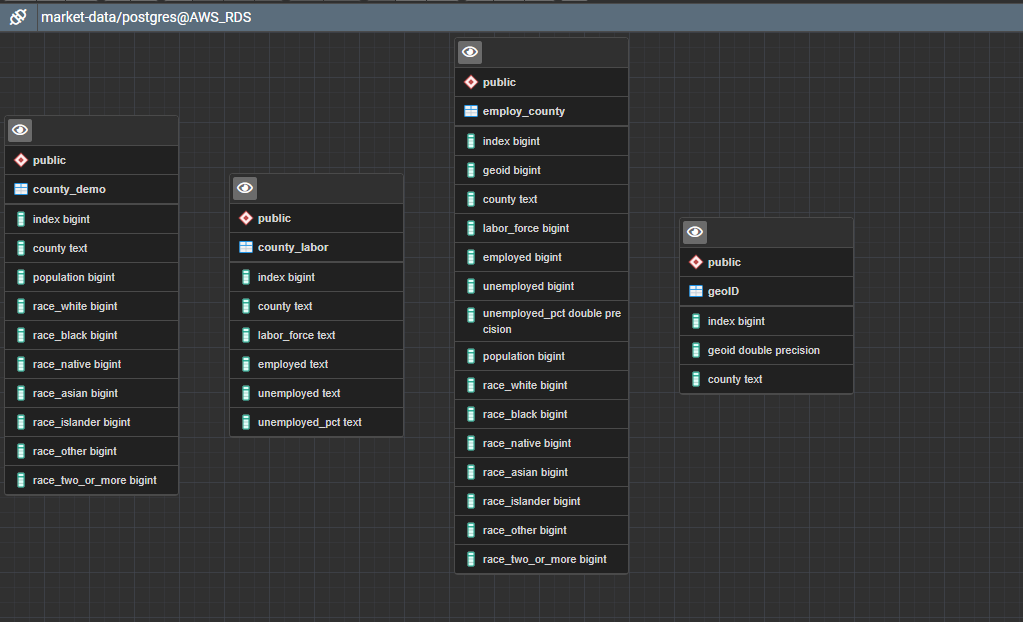 market-data/postgres@AWS_RDS
public
county_demo
index bigint
county text
population bigint
race_white bigint
race_black bigint
race_native bigint
race_asian bigint
race_islander bigint
race_other bigint
race_two_or_more bigint
public
county_labor
index bigint
county text
labor_force text
employed text
unemployed text
unemployed_pct text
public
employ_county
index bigint
geoid bigint
county text
labor_force bigint
employed bigint
unemployed bigint
unemployed_pct double pre
cision
population bigint
race_white bigint
race_black bigint
race_native bigint
race_asian bigint
race_islander bigint
race_other bigint
race_two_or_more bigint
public
geoID
index bigint
geoid double precision
county text